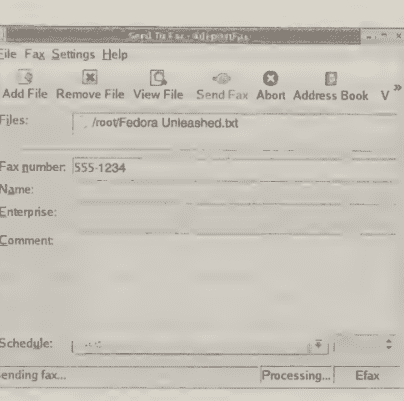 Send To Fax - kdeprintfax
File Fax Settings Help
Add File Remove File View File Send Fax Abort Address Book V »
Files:
/root/Fedora Unleashed.txt
Fax number: 555-1234
Name:
Enterprise:
Comment:
Schedule:
ending fax... Processing... Efax